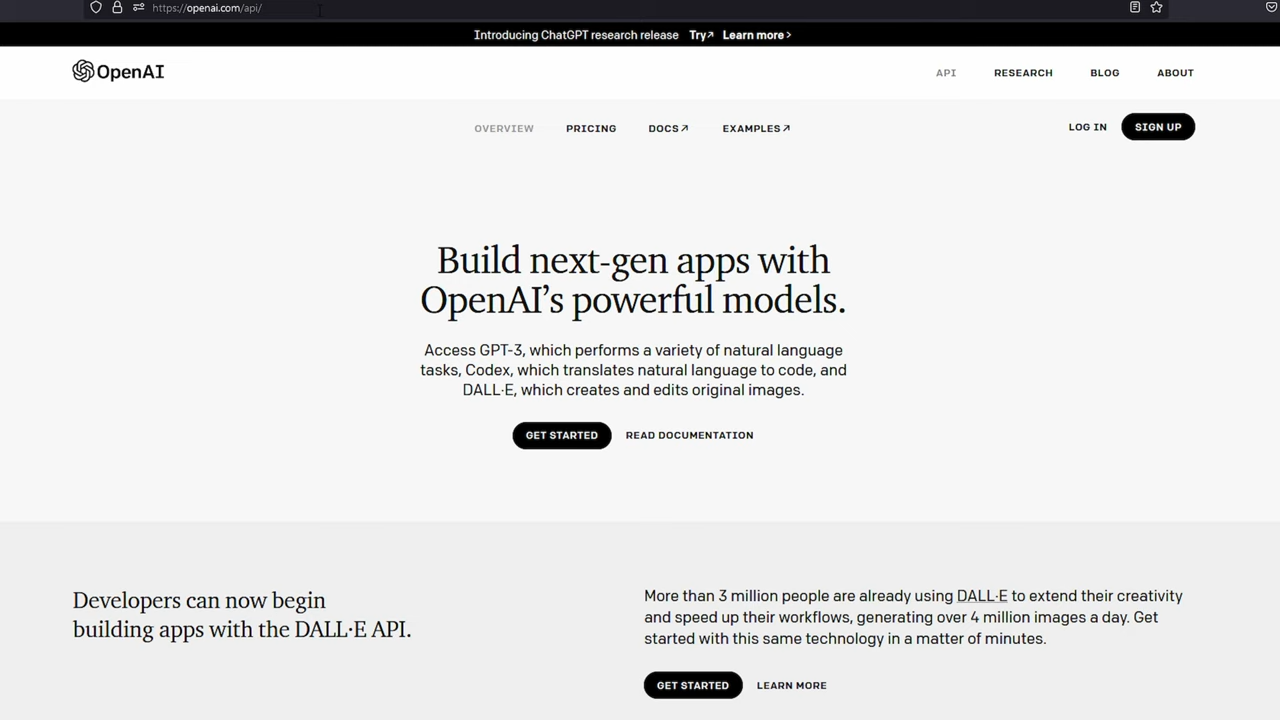 https://openai.com/api/
Introducing ChatGPT research release Try↗ Learn more >
OpenAI
API RESEARCH BLOG ABOUT
OVERVIEW PRICING DOCS↗ EXAMPLES↗ LOG IN SIGN UP
Build next-gen apps with
OpenAI’s powerful models.
Access GPT-3, which performs a variety of natural language
tasks, Codex, which translates natural language to code, and
DALL·E, which creates and edits original images.
GET STARTED READ DOCUMENTATION
Developers can now begin
building apps with the DALL·E API.
More than 3 million people are already using DALL·E to extend their creativity
and speed up their workflows, generating over 4 million images a day. Get
started with this same technology in a matter of minutes.
GET STARTED LEARN MORE